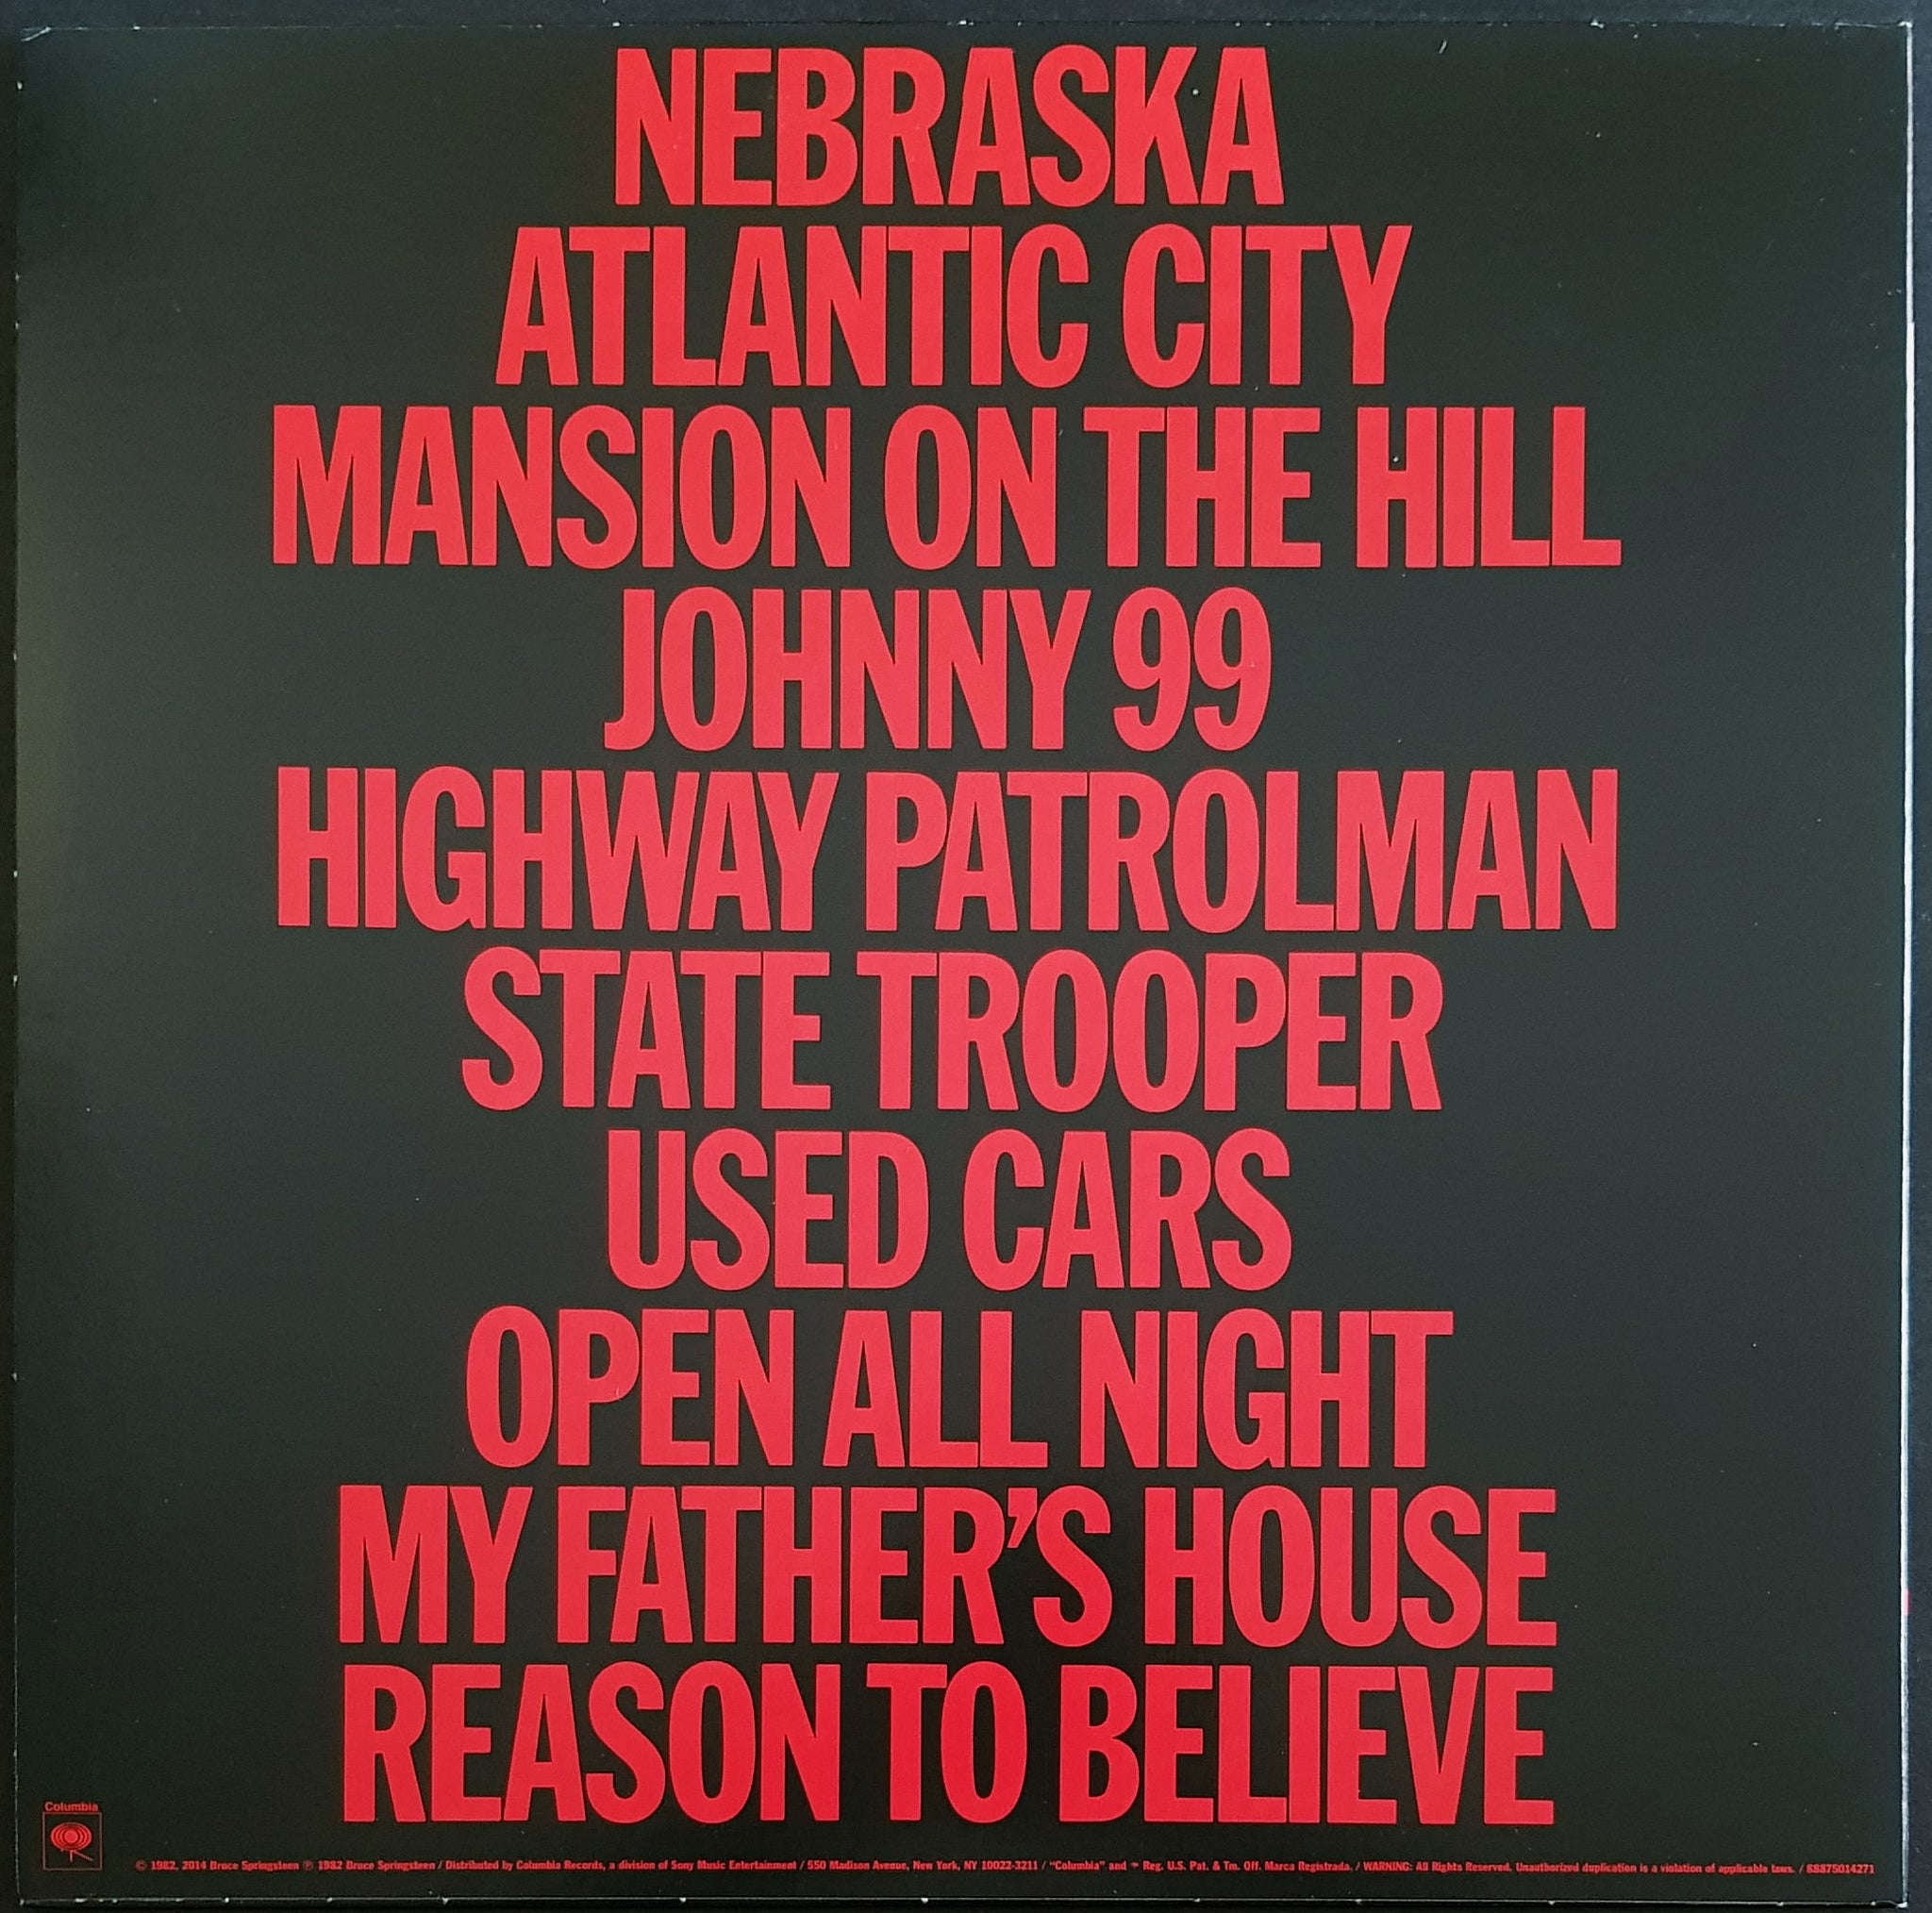 NEBRASKA
ATLANTIC CITY
MANSION ON THE HILL
JOHNNY 99
HIGHWAY PATROLMAN
STATE TROOPER
USED CARS
OPEN ALL NIGHT
MY FATHER'S HOUSE
REASON TO BELIEVE
Columbia
© 1982, 2014 Bruce Springsteen ℗ 1982 Bruce Springsteen / Distributed by Columbia Records, a division of Sony Music Entertainment / 550 Madison Avenue, New York, NY 10022-3211 / "Columbia" and Reg. U.S. Pat. & Tm. Off. Marca Registrada. / WARNING: All Rights Reserved. Unauthorized duplication is a violation of applicable laws. / 88875014271